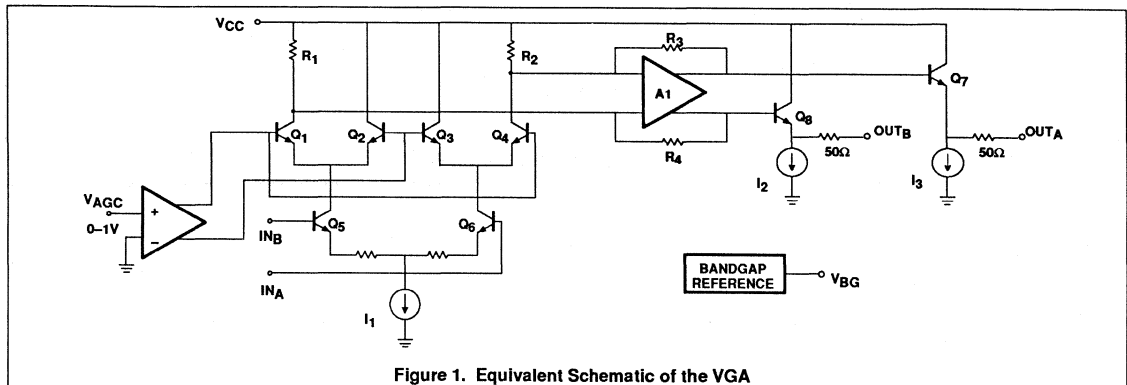 VCC
R1
R2
R3
A1
Q7
Q8
Q1
Q2
Q3
Q4
R4
OUTB
OUTA
50Ω
50Ω
I2
I3
VAGC
0–1V
+
–
INB
Q5
Q6
INA
I1
BANDGAP
REFERENCE
VBG
Figure 1. Equivalent Schematic of the VGA